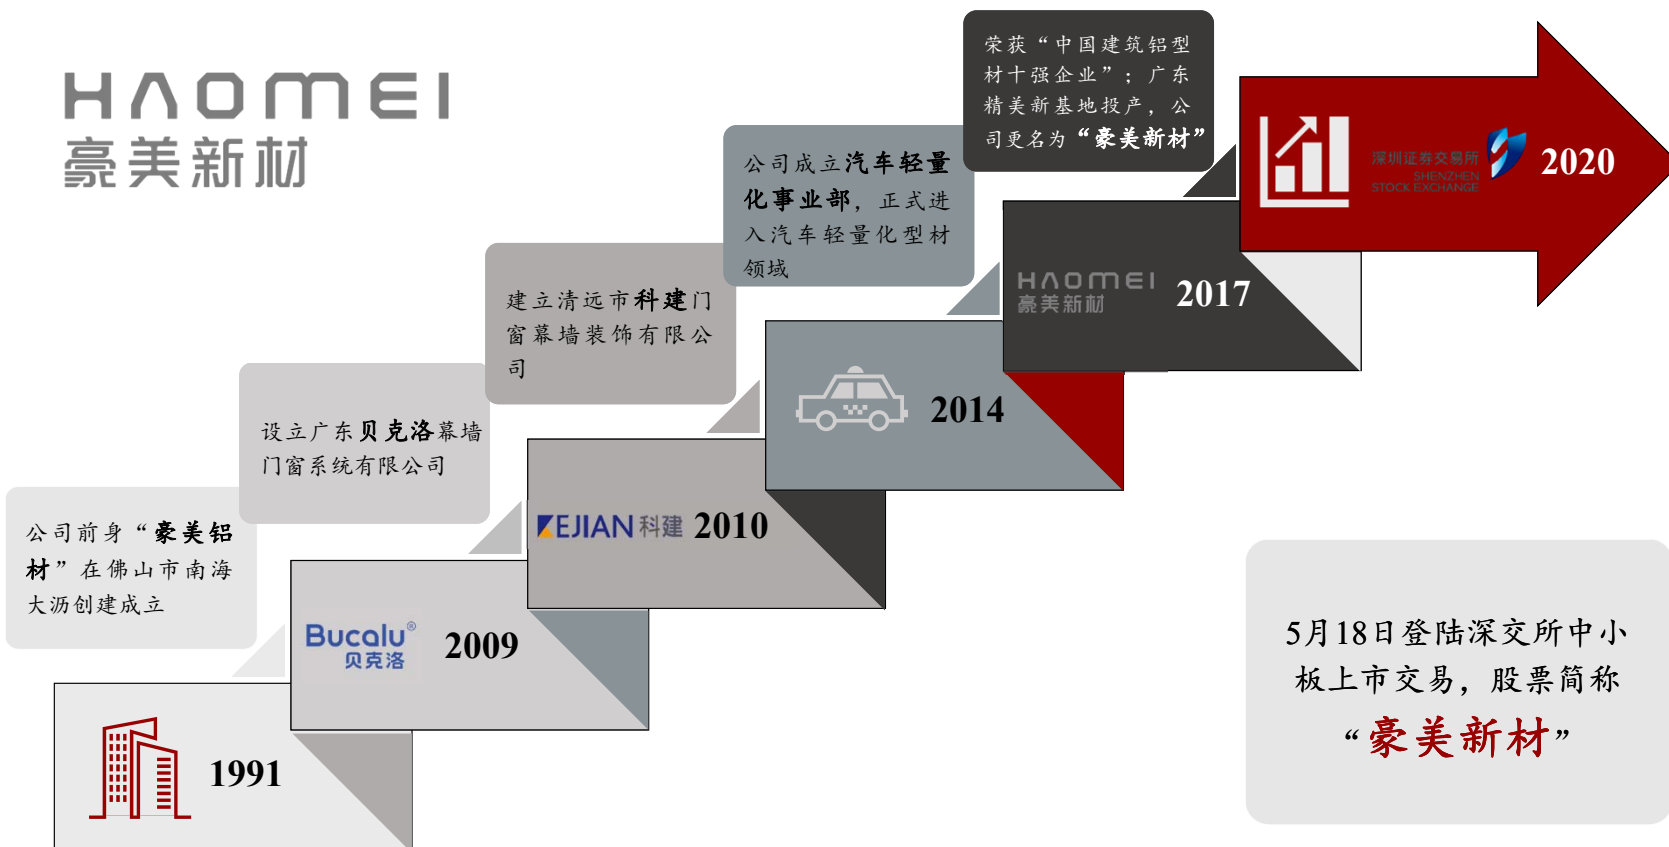 HAOMEI
豪美新材
公司前身“豪美铝
材”在佛山市南海
大沥创建成立
1991
设立广东贝克洛幕墙
门窗系统有限公司
Bucalu®
贝克洛
2009
建立清远市科建门
窗幕墙装饰有限公
司
KEJIAN科建
2010
公司成立汽车轻量
化事业部，正式进
入汽车轻量化型材
领域
2014
荣获“中国建筑铝型
材十强企业”；广东
精美新基地投产，公
司更名为“豪美新材”
HAOMEI
豪美新材
2017
深圳证券交易所
SHENZHEN
STOCK EXCHANGE
2020
5月18日登陆深交所中小
板上市交易，股票简称
“豪美新材”